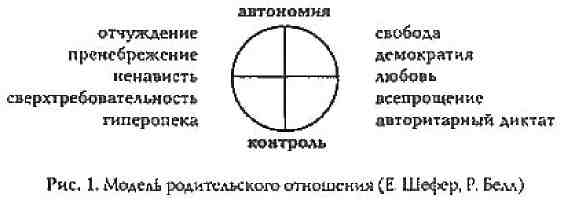 автономия
отчуждение свобода
пренебрежение демократия
ненависть любовь
сверхтребовательность всепрощение
гиперопека авторитарный диктат
контроль
Рис. 1. Модель родительского отношения (Е. Шефер, Р. Белл)